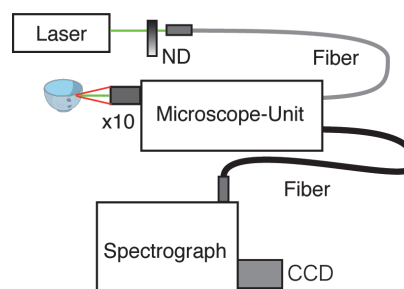 Laser
ND
Fiber
x10
Microscope-Unit
Fiber
Spectrograph
CCD